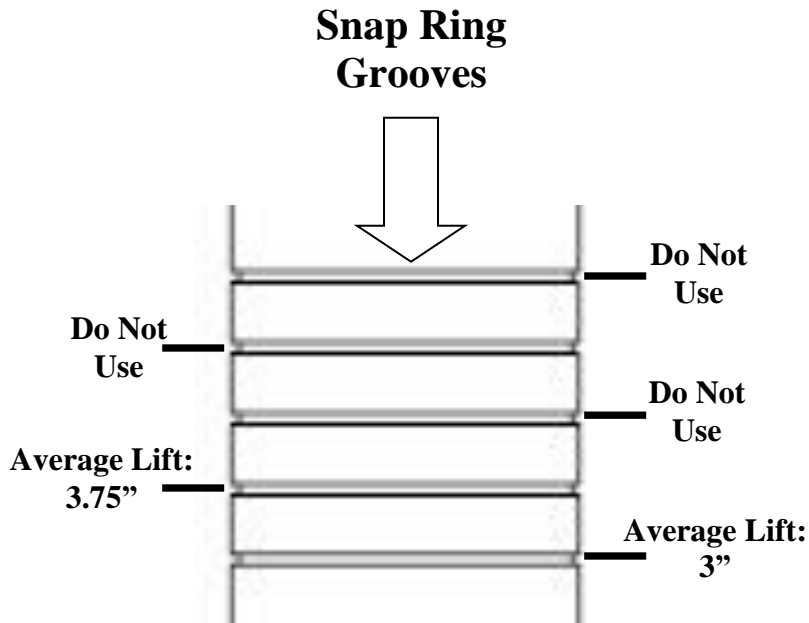 Snap Ring
Grooves
Do Not
Use
Do Not
Use
Do Not
Use
Average Lift:
3.75”
Average Lift:
3”